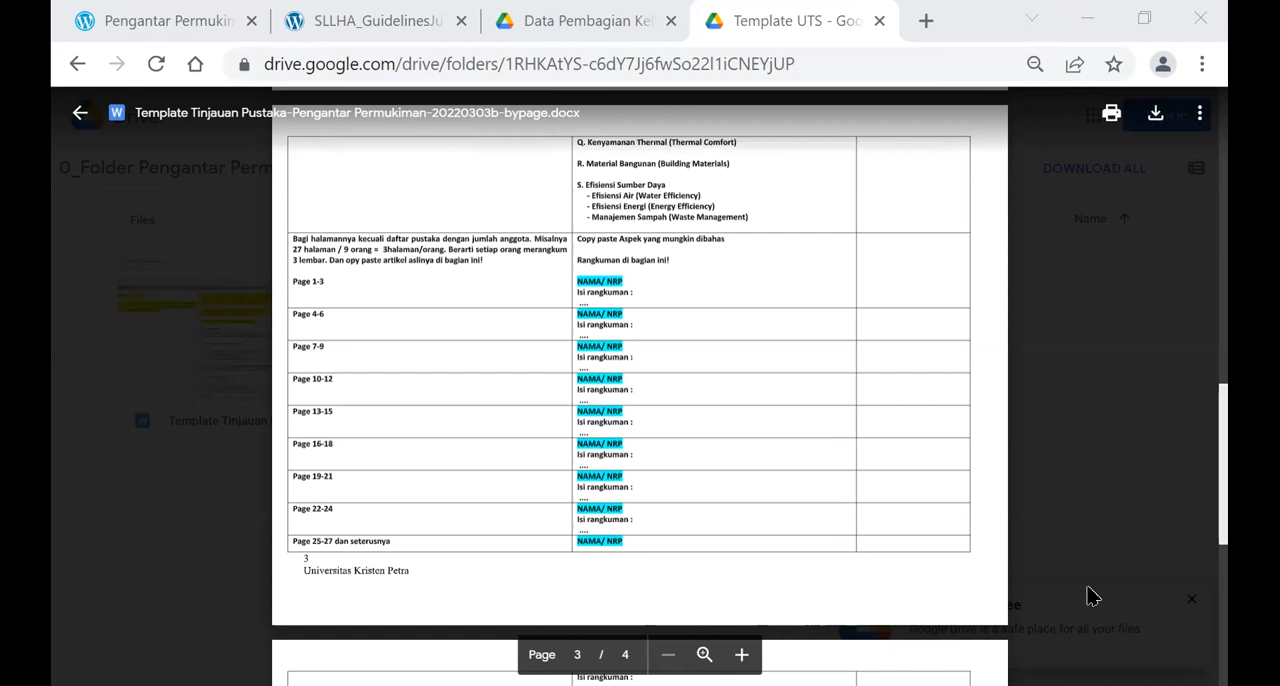 Pengantar Permukin
SLLHA_GuidelinesJu
Data Pembagian Kel
Template UTS - Goo
drive.google.com/drive/folders/1RHKAtYS-c6dY7Jj6fwSo22l1iCNEYjUP
Template Tinjauan Pustaka-Pengantar Permukiman-20220303b-bypage.docx
0_Folder Pengantar Perm
DOWNLOAD ALL
Files
Name
Template Tinjauan
Q. Kenyamanan Thermal (Thermal Comfort)
R. Material Bangunan (Building Materials)
S. Efisiensi Sumber Daya
- Efisiensi Air (Water Efficiency)
- Efisiensi Energi (Energy Efficiency)
- Manajemen Sampah (Waste Management)
Bagi halamannya kecuali daftar pustaka dengan jumlah anggota. Misalnya
27 halaman / 9 orang = 3halaman/orang. Berarti setiap orang merangkum
3 lembar. Dan opy paste artikel aslinya di bagian ini!
Copy paste Aspek yang mungkin dibahas
Rangkuman di bagian ini!
Page 1-3
NAMA/ NRP
Isi rangkuman :
....
Page 4-6
NAMA/ NRP
Isi rangkuman :
....
Page 7-9
NAMA/ NRP
Isi rangkuman :
....
Page 10-12
NAMA/ NRP
Isi rangkuman :
....
Page 13-15
NAMA/ NRP
Isi rangkuman :
....
Page 16-18
NAMA/ NRP
Isi rangkuman :
....
Page 19-21
NAMA/ NRP
Isi rangkuman :
....
Page 22-24
NAMA/ NRP
Isi rangkuman :
....
Page 25-27 dan seterusnya
NAMA/ NRP
3
Universitas Kristen Petra
ee
Google Drive is a safe place for all your files
Page 3 / 4
Isi rangkuman :